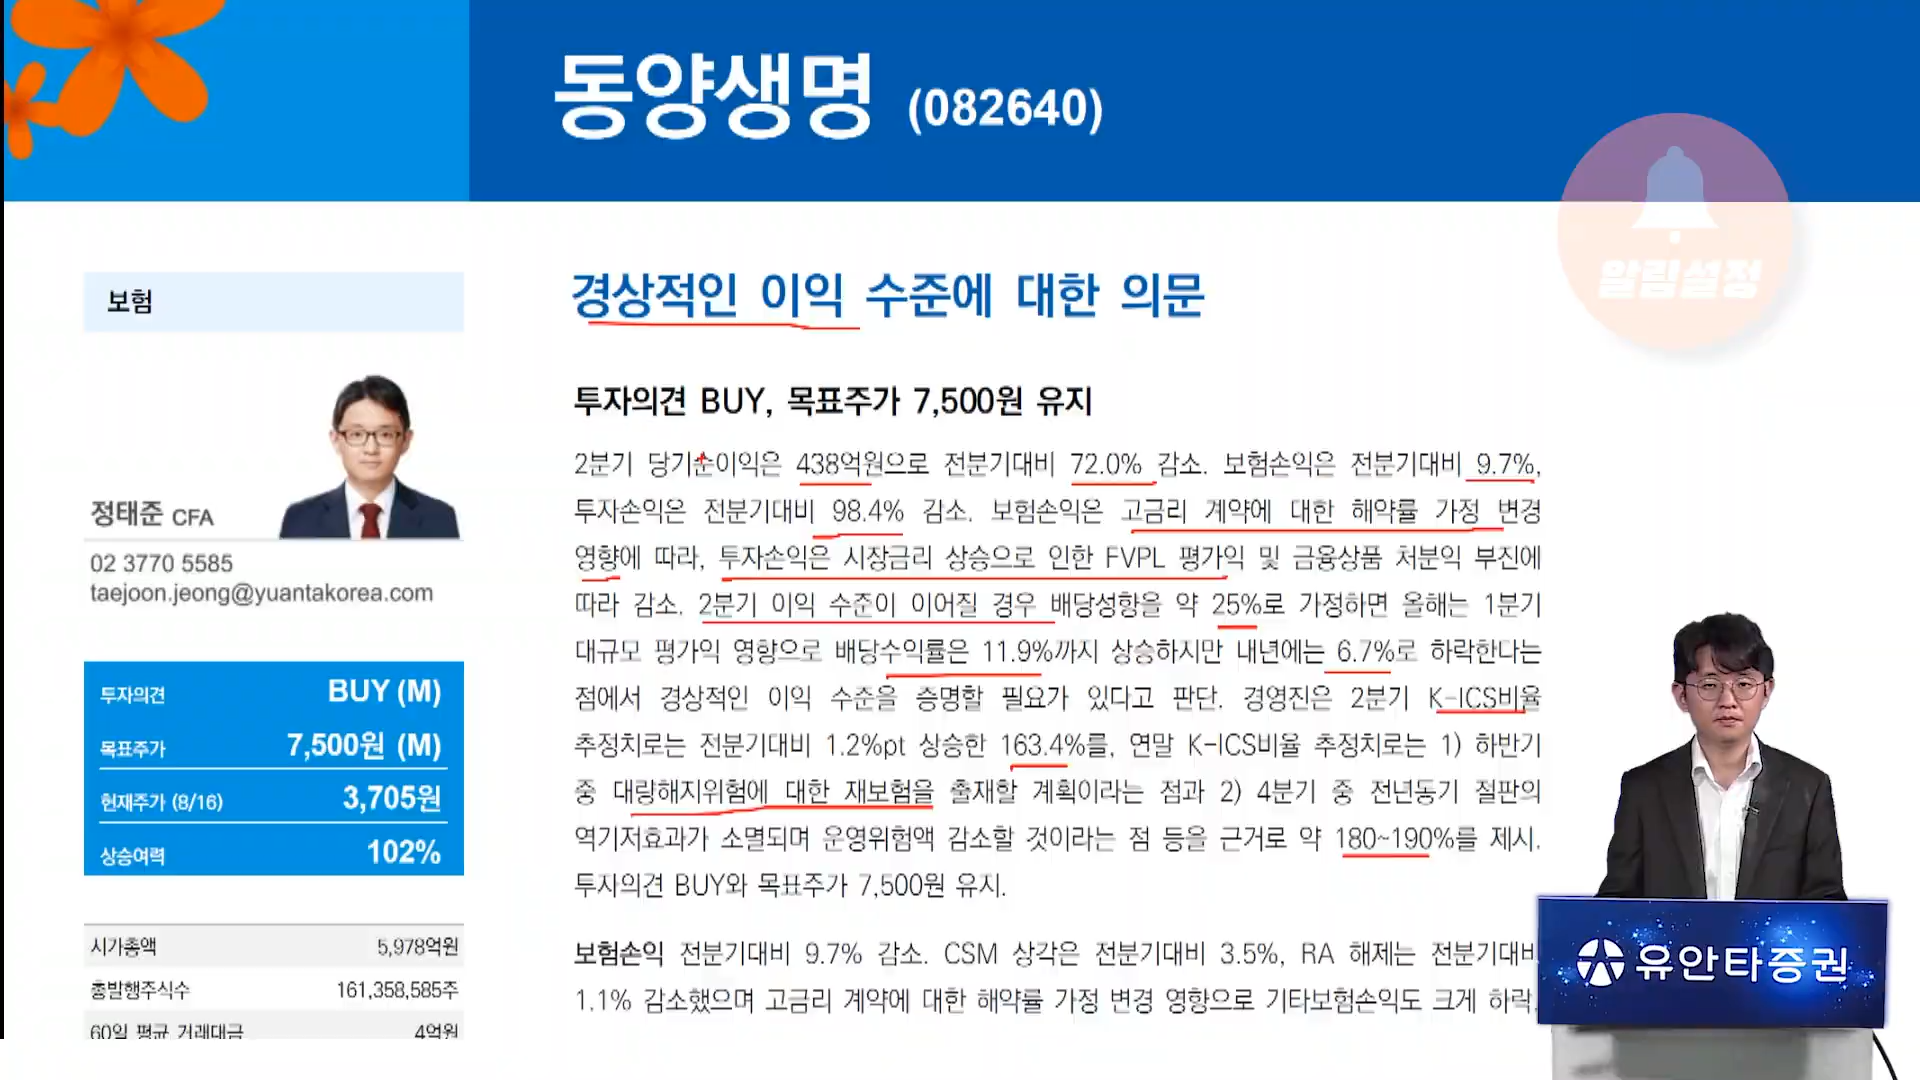 동양생명 (082640)
알림설정
보험
정태준 CFA
02 3770 5585
taejoon.jeong@yuantakorea.com
투자의견 BUY (M)
목표주가 7,500원 (M)
현재주가 (8/16) 3,705원
상승여력 102%
시가총액 5,978억원
총발행주식수 161,358,585주
60일 평균 거래대금 4억원
경상적인 이익 수준에 대한 의문
투자의견 BUY, 목표주가 7,500원 유지
2분기 당기순이익은 438억원으로 전분기대비 72.0% 감소. 보험손익은 전분기대비 9.7%,
투자손익은 전분기대비 98.4% 감소. 보험손익은 고금리 계약에 대한 해약률 가정 변경
영향에 따라, 투자손익은 시장금리 상승으로 인한 FVPL 평가익 및 금융상품 처분익 부진에
따라 감소. 2분기 이익 수준이 이어질 경우 배당성향을 약 25%로 가정하면 올해는 1분기
대규모 평가익 영향으로 배당수익률은 11.9%까지 상승하지만 내년에는 6.7%로 하락한다는
점에서 경상적인 이익 수준을 증명할 필요가 있다고 판단. 경영진은 2분기 K-ICS비율
추정치로는 전분기대비 1.2%pt 상승한 163.4%를, 연말 K-ICS비율 추정치로는 1) 하반기
중 대량해지위험에 대한 재보험을 출재할 계획이라는 점과 2) 4분기 중 전년동기 절판의
역기저효과가 소멸되며 운영위험액 감소할 것이라는 점 등을 근거로 약 180~190%를 제시.
투자의견 BUY와 목표주가 7,500원 유지.
보험손익 전분기대비 9.7% 감소. CSM 상각은 전분기대비 3.5%, RA 해제는 전분기대비
1.1% 감소했으며 고금리 계약에 대한 해약률 가정 변경 영향으로 기타보험손익도 크게 하락.
유안타증권